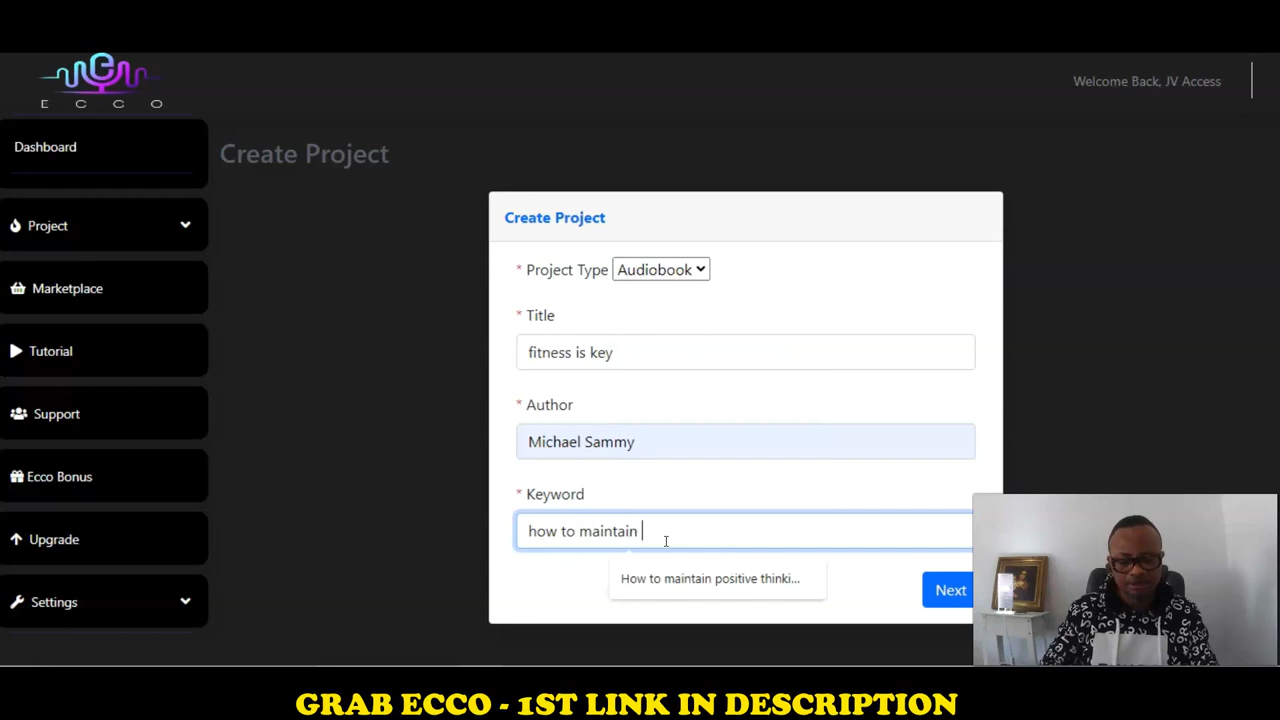 ECCO
Welcome Back, JV Access
Dashboard
Project
Marketplace
Tutorial
Support
Ecco Bonus
Upgrade
Settings
Create Project
Create Project
* Project Type Audiobook
* Title
fitness is key
* Author
Michael Sammy
* Keyword
how to maintain
How to maintain positive thinki...
Next
GRAB ECCO - 1ST LINK IN DESCRIPTION